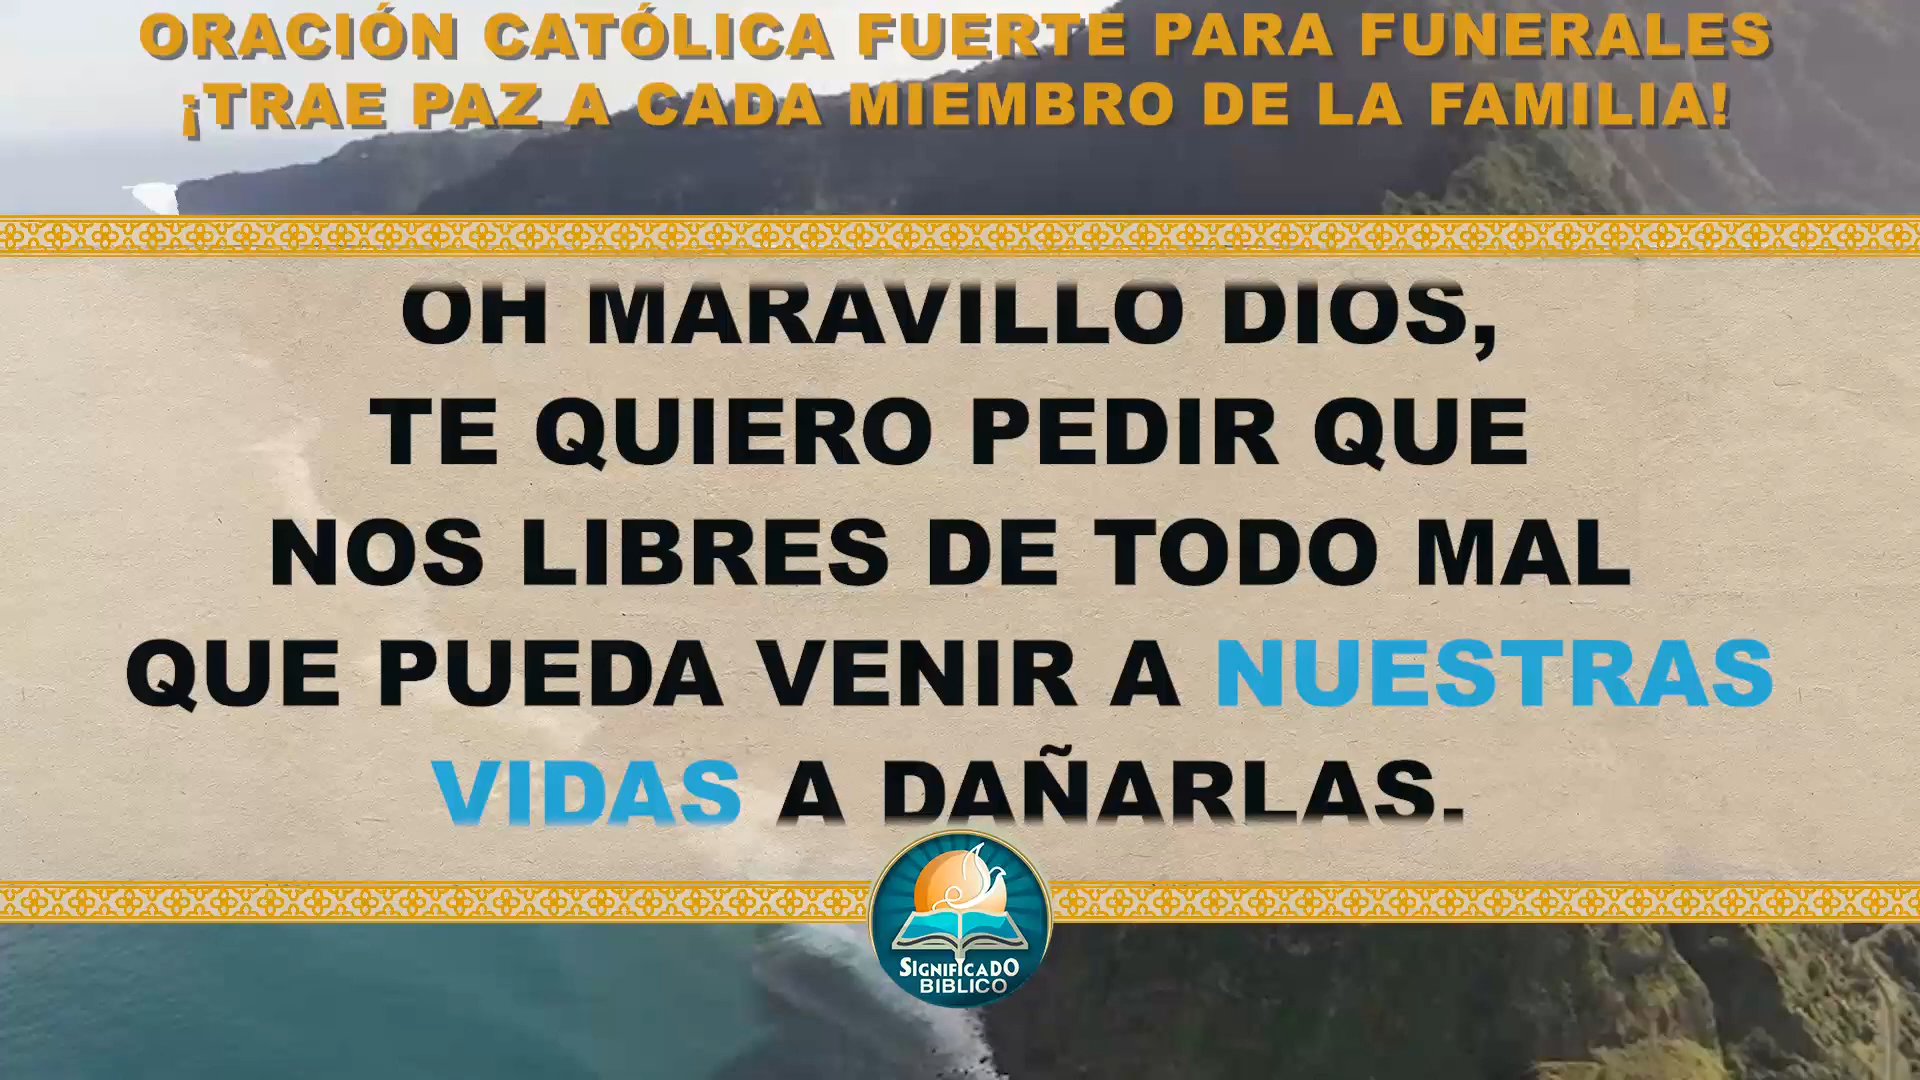 ORACIÓN CATÓLICA FUERTE PARA FUNERALES
¡TRAE PAZ A CADA MIEMBRO DE LA FAMILIA!
OH MARAVILLO DIOS,
TE QUIERO PEDIR QUE
NOS LIBRES DE TODO MAL
QUE PUEDA VENIR A NUESTRAS
VIDAS A DAÑARLAS.
SIGNIFICADO
BIBLICO